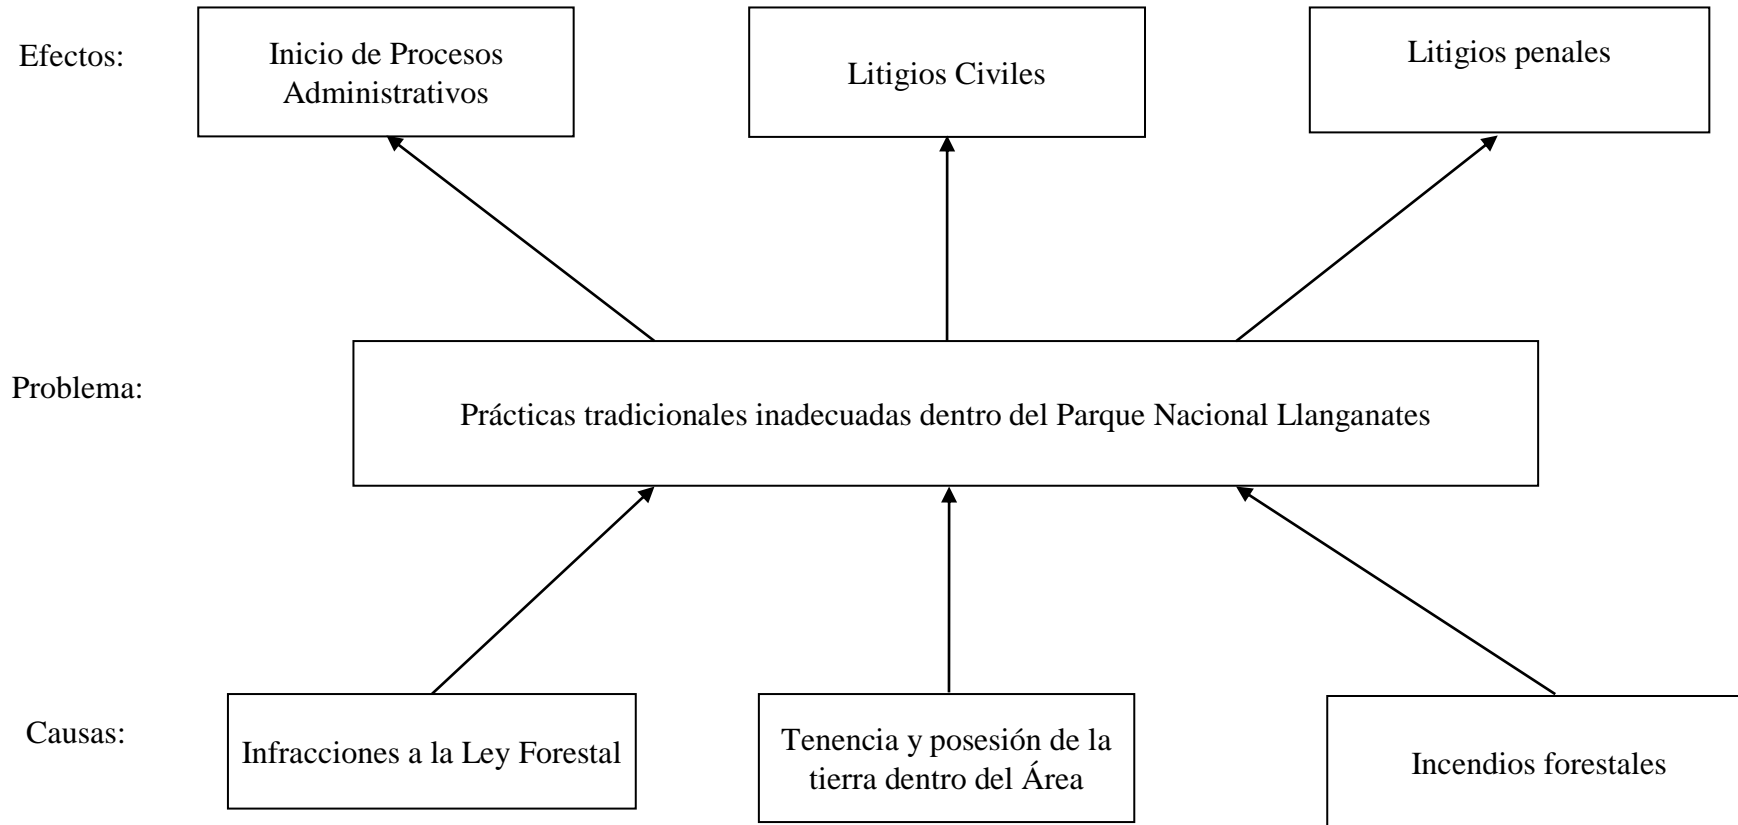 Efectos:
Inicio de Procesos
Administrativos
Litigios Civiles
Litigios penales
Problema:
Prácticas tradicionales inadecuadas dentro del Parque Nacional Llanganates
Causas:
Infracciones a la Ley Forestal
Tenencia y posesión de la
tierra dentro del Área
Incendios forestales